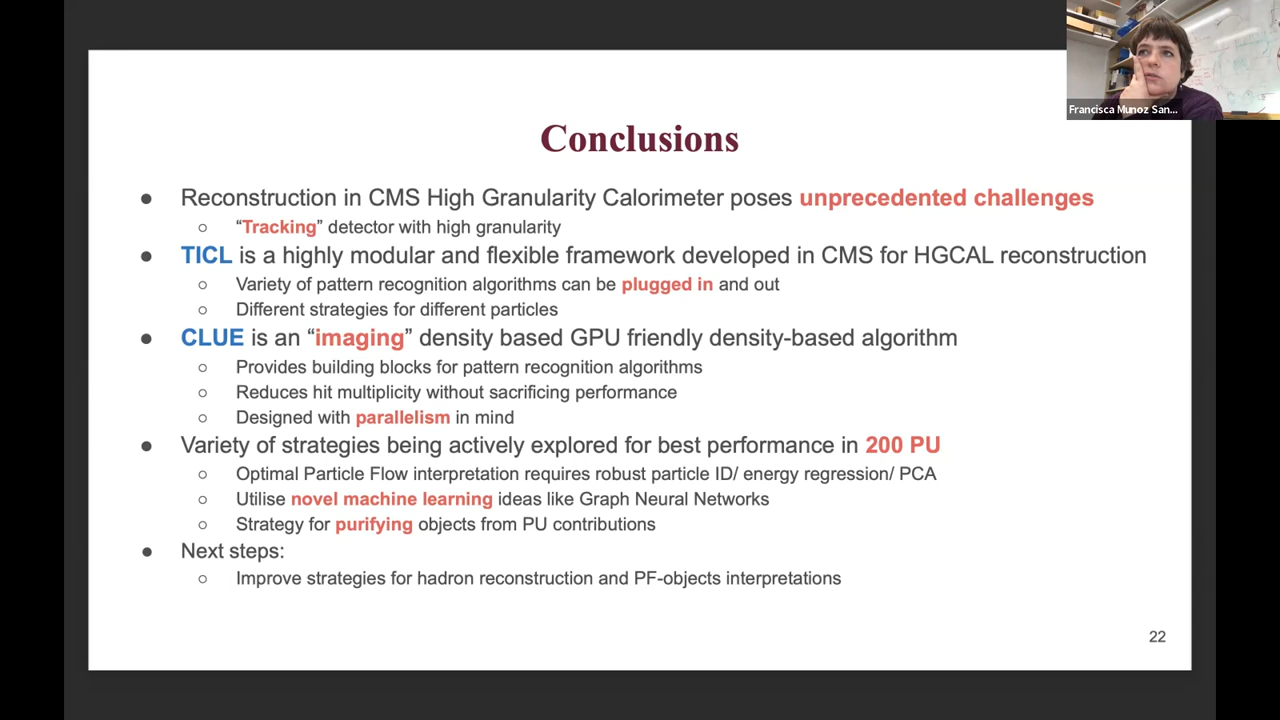 Francisca Munoz San...
Conclusions
● Reconstruction in CMS High Granularity Calorimeter poses unprecedented challenges
○ “Tracking” detector with high granularity
● TICL is a highly modular and flexible framework developed in CMS for HGCAL reconstruction
○ Variety of pattern recognition algorithms can be plugged in and out
○ Different strategies for different particles
● CLUE is an “imaging” density based GPU friendly density-based algorithm
○ Provides building blocks for pattern recognition algorithms
○ Reduces hit multiplicity without sacrificing performance
○ Designed with parallelism in mind
● Variety of strategies being actively explored for best performance in 200 PU
○ Optimal Particle Flow interpretation requires robust particle ID/ energy regression/ PCA
○ Utilise novel machine learning ideas like Graph Neural Networks
○ Strategy for purifying objects from PU contributions
● Next steps:
○ Improve strategies for hadron reconstruction and PF-objects interpretations
22